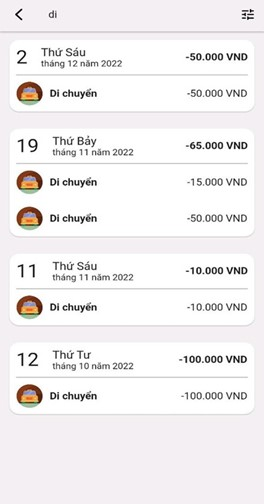 di
2 Thứ Sáu -50.000 VND
tháng 12 năm 2022
Di chuyển -50.000 VND
19 Thứ Bảy -65.000 VND
tháng 11 năm 2022
Di chuyển -15.000 VND
Di chuyển -50.000 VND
11 Thứ Sáu -10.000 VND
tháng 11 năm 2022
Di chuyển -10.000 VND
12 Thứ Tư -100.000 VND
tháng 10 năm 2022
Di chuyển -100.000 VND